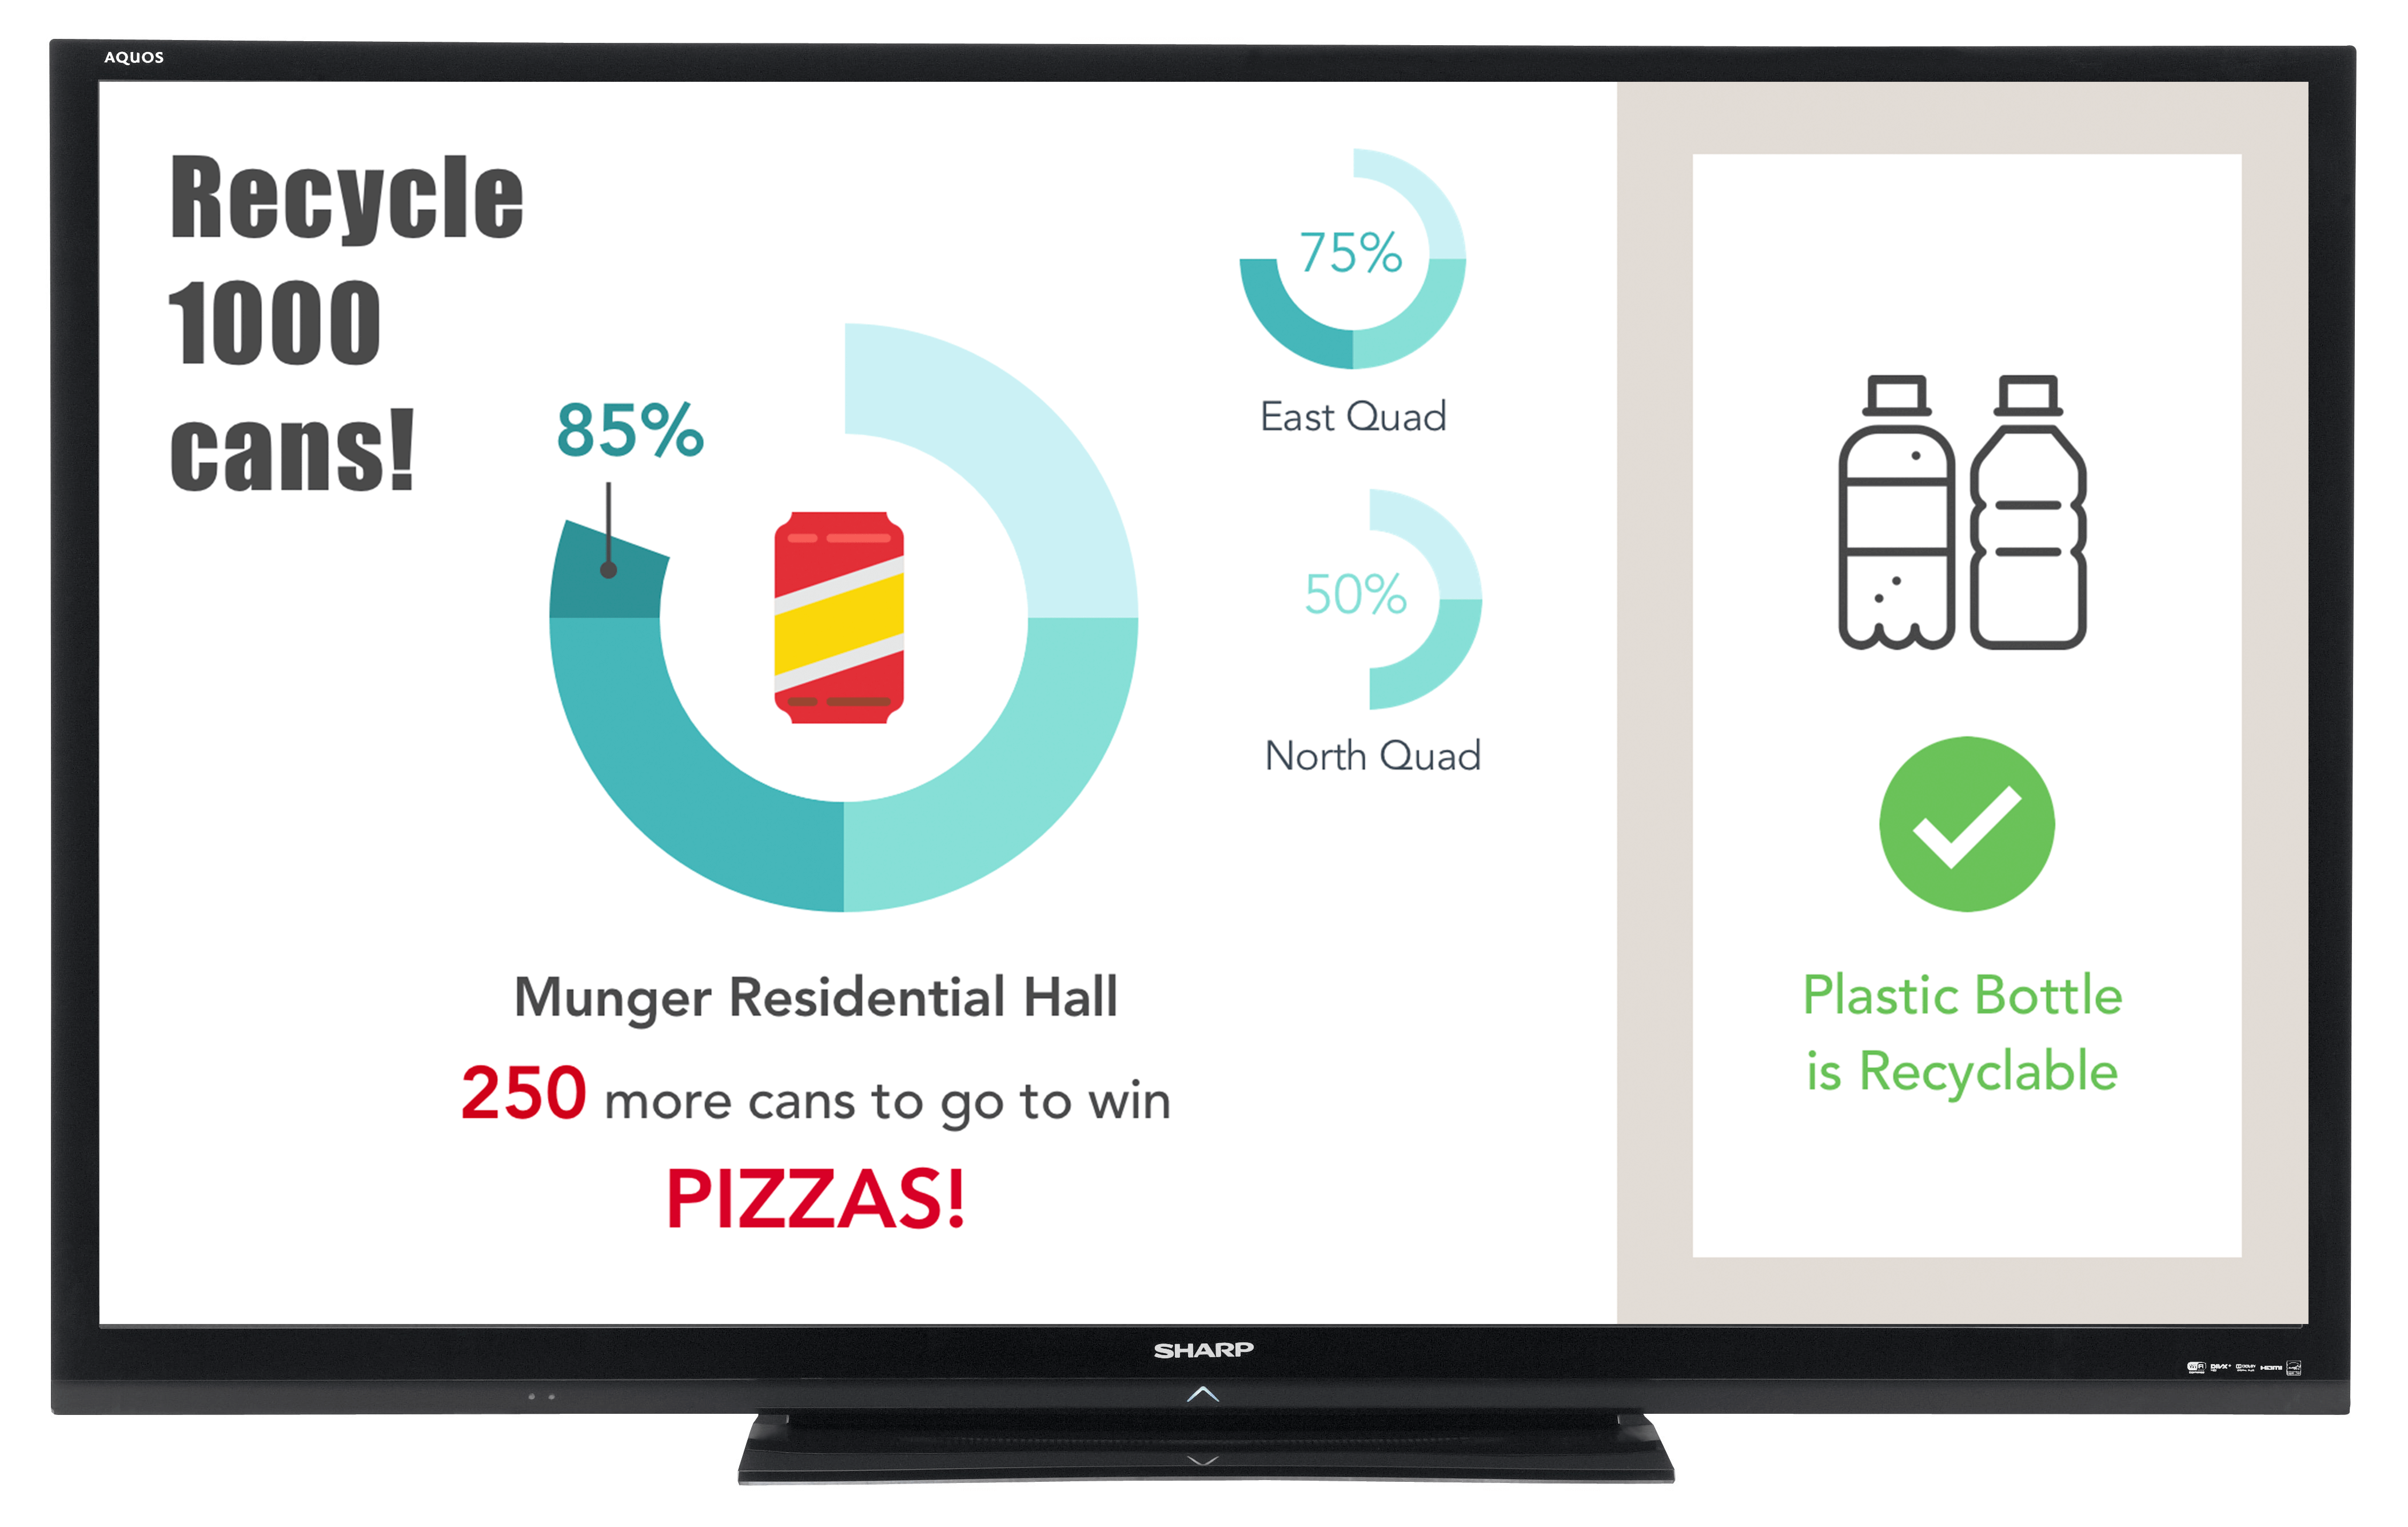 AQUOS
Recycle
1000
cans!
85%
75%
East Quad
50%
North Quad
Munger Residential Hall
250 more cans to go to win
PIZZAS!
Plastic Bottle
is Recyclable
SHARP
HDMI